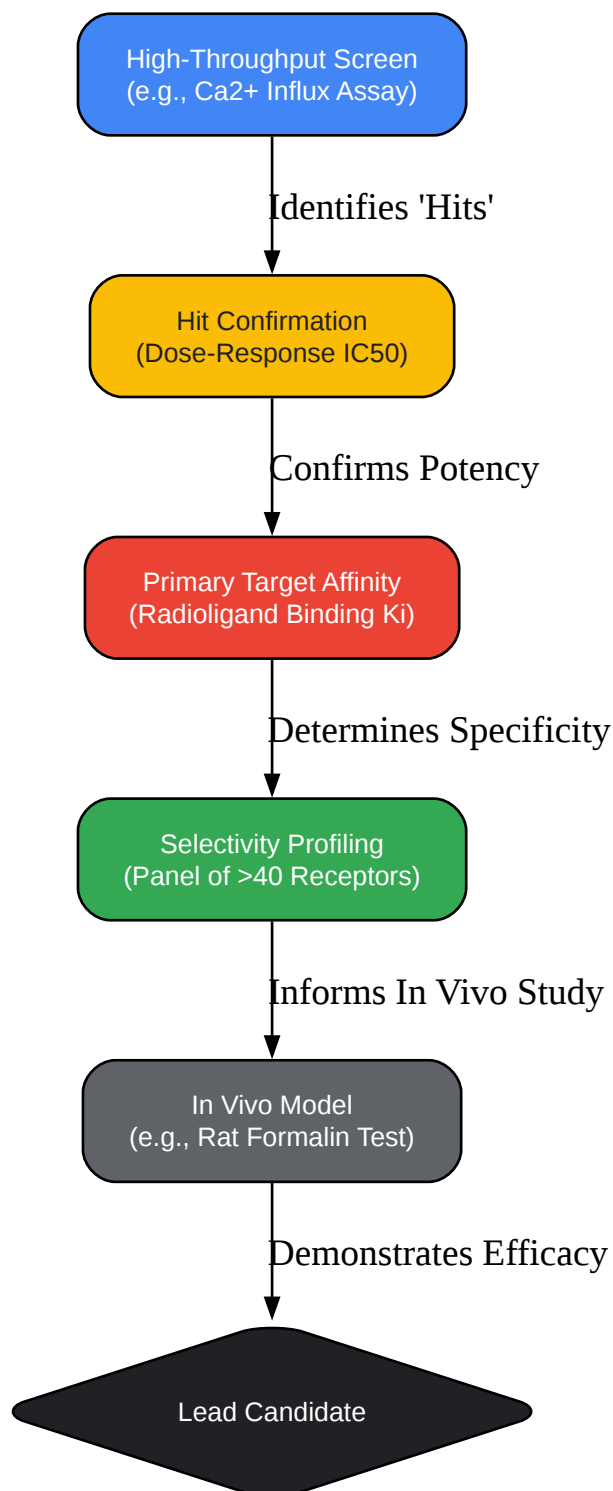 High-Throughput Screen
(e.g., Ca2+ Influx Assay)
Identifies 'Hits'
Hit Confirmation
(Dose-Response IC50)
Confirms Potency
Primary Target Affinity
(Radioligand Binding Ki)
Determines Specificity
Selectivity Profiling
(Panel of >40 Receptors)
Informs In Vivo Study
In Vivo Model
(e.g., Rat Formalin Test)
Demonstrates Efficacy
Lead Candidate